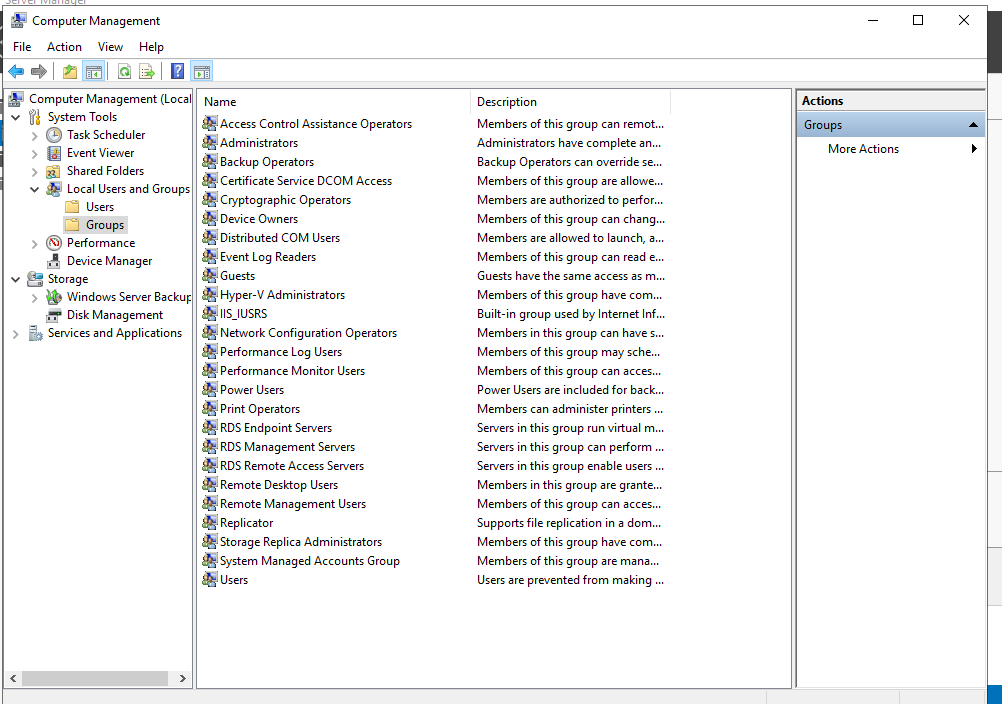 Server Manager
Computer Management
File Action View Help
Computer Management (Local
System Tools
Task Scheduler
Event Viewer
Shared Folders
Local Users and Groups
Users
Groups
Performance
Device Manager
Storage
Windows Server Backup
Disk Management
Services and Applications
Name Description
Access Control Assistance Operators Members of this group can remot...
Administrators Administrators have complete an...
Backup Operators Backup Operators can override se...
Certificate Service DCOM Access Members of this group are allowe...
Cryptographic Operators Members are authorized to perfor...
Device Owners Members of this group can chang...
Distributed COM Users Members are allowed to launch, a...
Event Log Readers Members of this group can read e...
Guests Guests have the same access as m...
Hyper-V Administrators Members of this group have com...
IIS_IUSRS Built-in group used by Internet Inf...
Network Configuration Operators Members in this group can have s...
Performance Log Users Members of this group may sche...
Performance Monitor Users Members of this group can acces...
Power Users Power Users are included for back...
Print Operators Members can administer printers ...
RDS Endpoint Servers Servers in this group run virtual m...
RDS Management Servers Servers in this group can perform ...
RDS Remote Access Servers Servers in this group enable users ...
Remote Desktop Users Members in this group are grante...
Remote Management Users Members of this group can acces...
Replicator Supports file replication in a dom...
Storage Replica Administrators Members of this group have com...
System Managed Accounts Group Members of this group are mana...
Users Users are prevented from making ...
Actions
Groups
More Actions